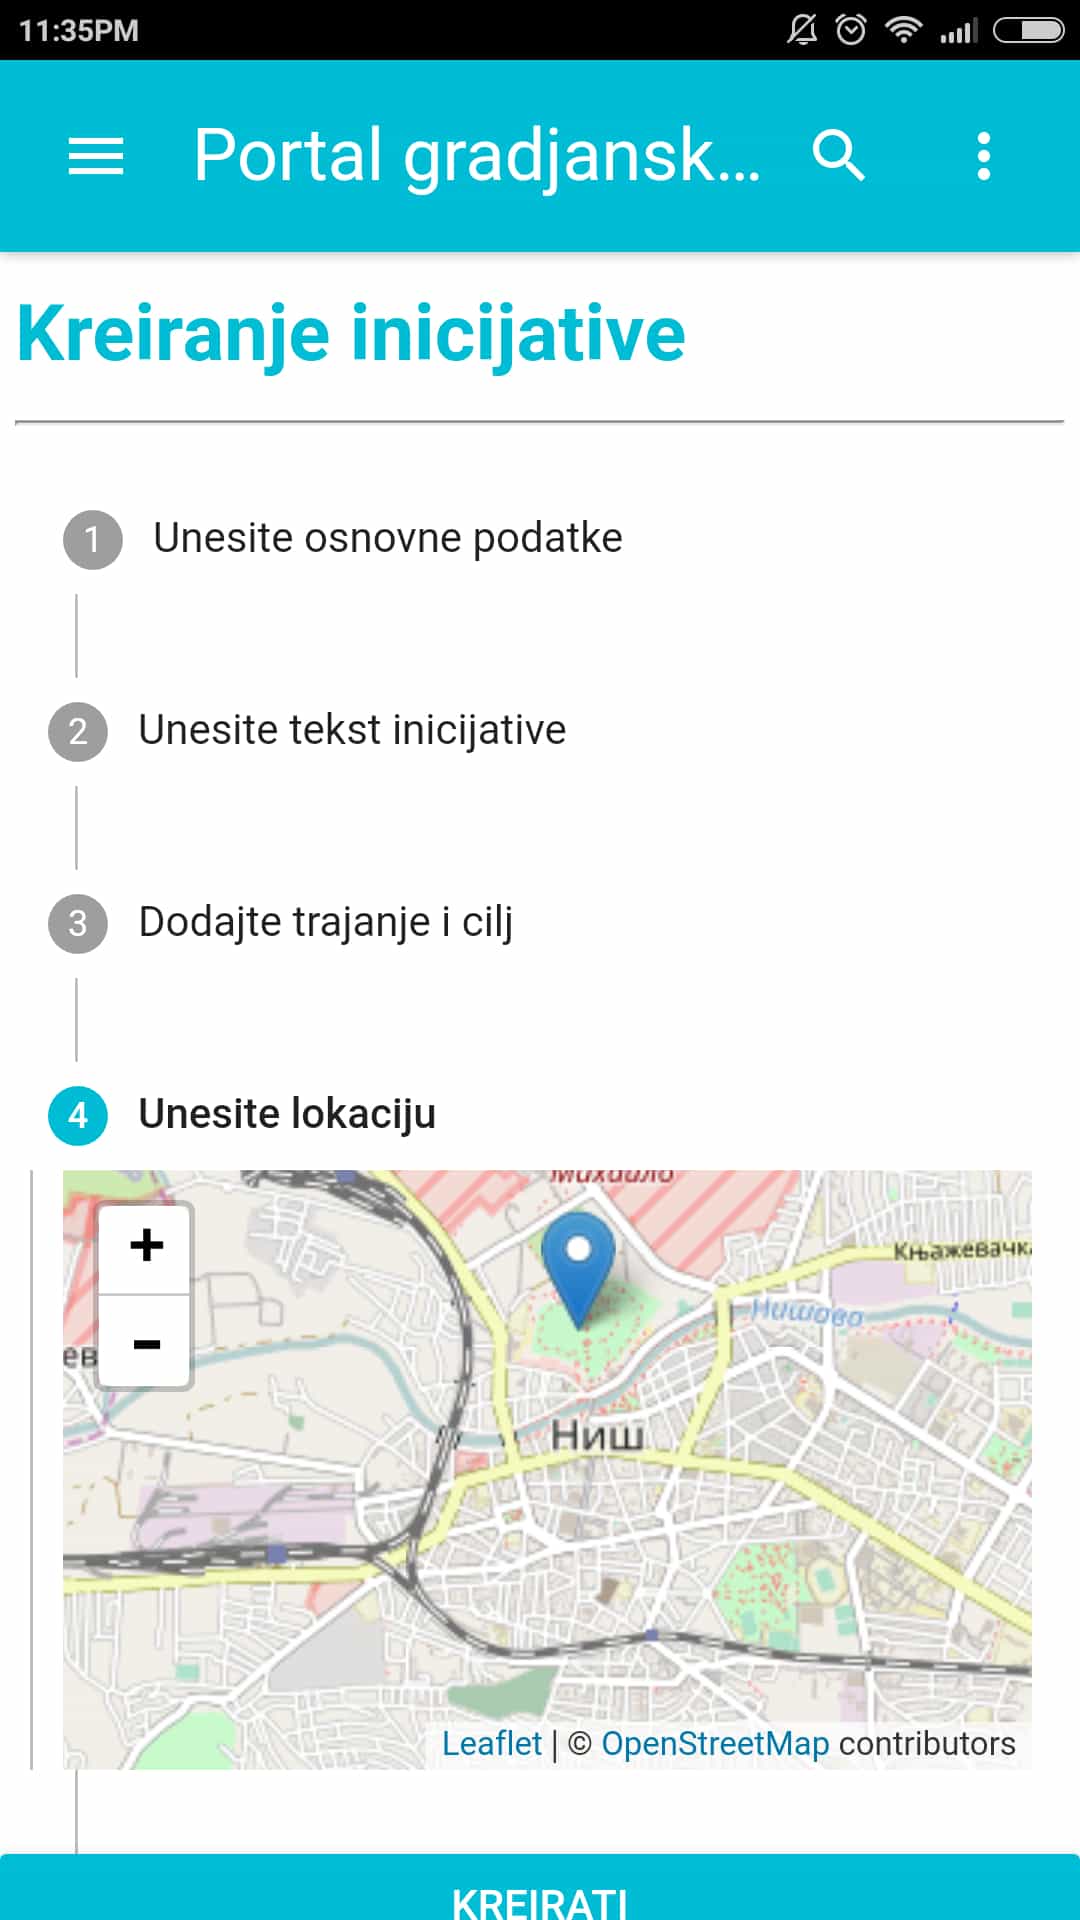 11:35PM
Portal gradjansk...
Kreiranje inicijative
1 Unesite osnovne podatke
2 Unesite tekst inicijative
3 Dodajte trajanje i cilj
4 Unesite lokaciju
Михаило
+
Књажевачк
Нишава
−
ев
Ниш
Leaflet | © OpenStreetMap contributors
KREIRATI